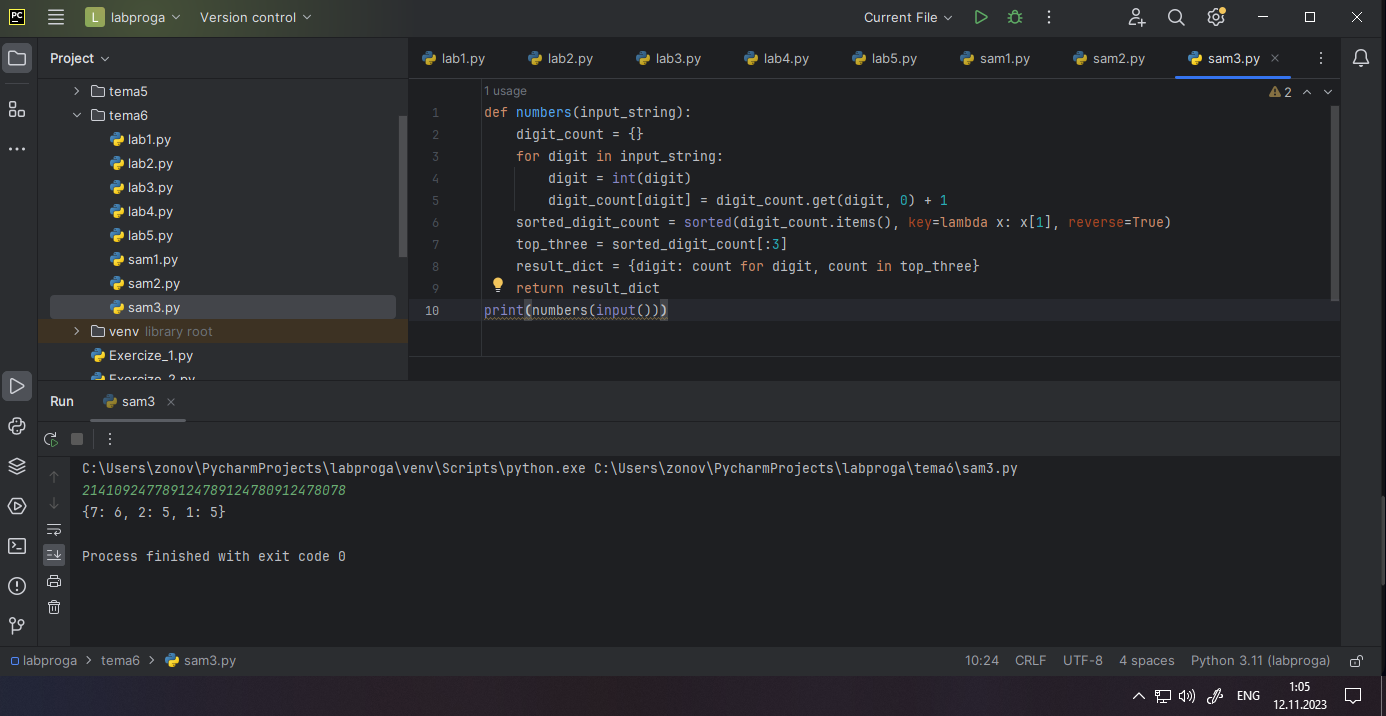 PC
L labproga Version control
Current File
Project
lab1.py lab2.py lab3.py lab4.py lab5.py sam1.py sam2.py sam3.py
tema5
tema6
lab1.py
lab2.py
lab3.py
lab4.py
lab5.py
sam1.py
sam2.py
sam3.py
venv library root
Exercize_1.py
Exercize_2.py
1 usage
2
1 def numbers(input_string):
2 digit_count = {}
3 for digit in input_string:
4 digit = int(digit)
5 digit_count[digit] = digit_count.get(digit, 0) + 1
6 sorted_digit_count = sorted(digit_count.items(), key=lambda x: x[1], reverse=True)
7 top_three = sorted_digit_count[:3]
8 result_dict = {digit: count for digit, count in top_three}
9 return result_dict
10 print(numbers(input()))
Run sam3
C:\Users\zonov\PycharmProjects\labproga\venv\Scripts\python.exe C:\Users\zonov\PycharmProjects\labproga\tema6\sam3.py
214109247789124789124780912478078
{7: 6, 2: 5, 1: 5}
Process finished with exit code 0
labproga > tema6 > sam3.py
10:24 CRLF UTF-8 4 spaces Python 3.11 (labproga)
ENG
1:05
12.11.2023